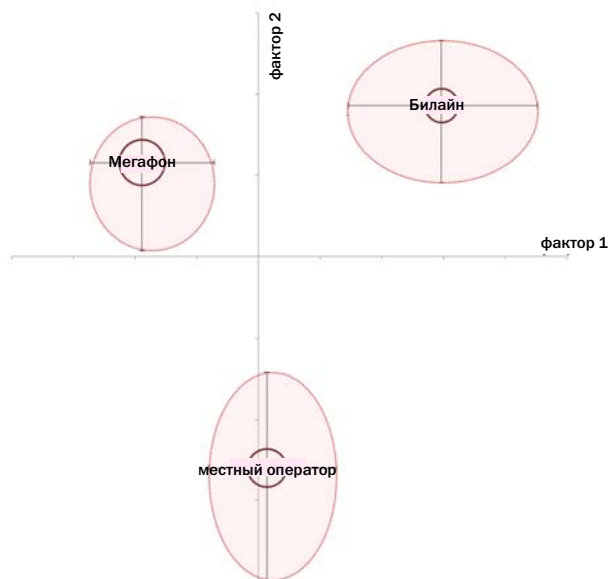 фактор 2
Билайн
Мегафон
фактор 1
местный оператор